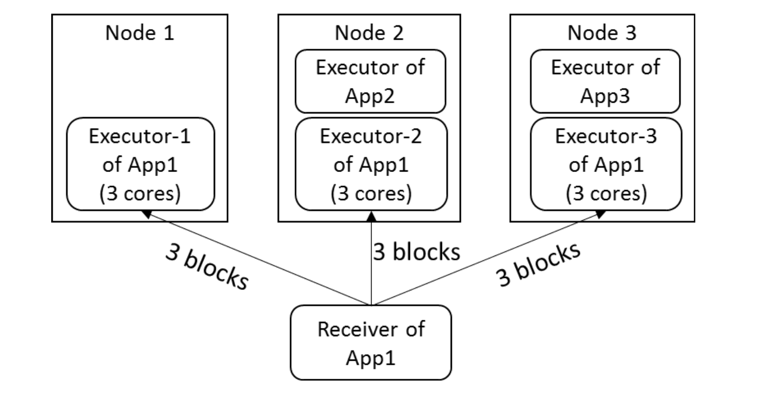 Node 1
Executor-1
of App1
(3 cores)
Node 2
Executor of
App2
Executor-2
of App1
(3 cores)
Node 3
Executor of
App3
Executor-3
of App1
(3 cores)
3 blocks
3 blocks
3 blocks
Receiver of
App1